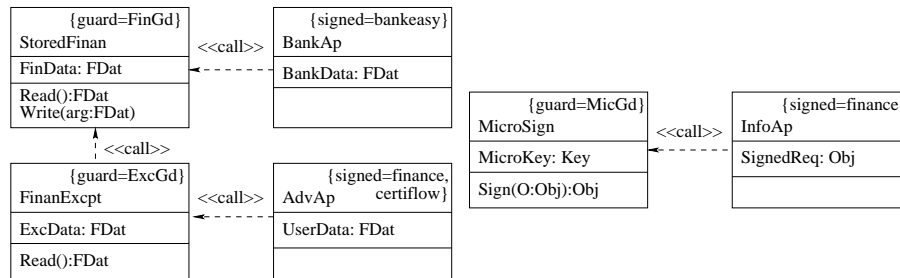 {guard=FinGd}
StoredFinan
FinData: FDat
Read():FDat
Write(arg:FDat)
<<call>>
{signed=bankeasy}
BankAp
BankData: FDat
<<call>>
{guard=ExcGd}
FinanExcpt
ExcData: FDat
Read():FDat
<<call>>
{signed=finance,
certiflow}
AdvAp
UserData: FDat
{guard=MicGd}
MicroSign
MicroKey: Key
Sign(O:Obj):Obj
<<call>>
{signed=finance
InfoAp
SignedReq: Obj